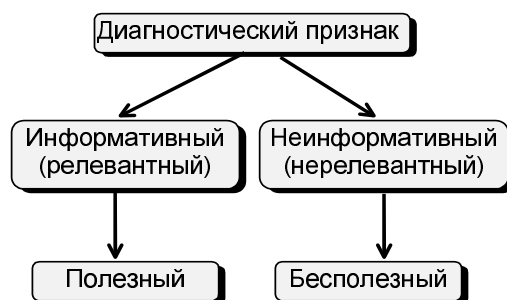 Диагностический признак
Информативный
(релевантный)
Неинформативный
(нерелевантный)
Полезный
Бесполезный